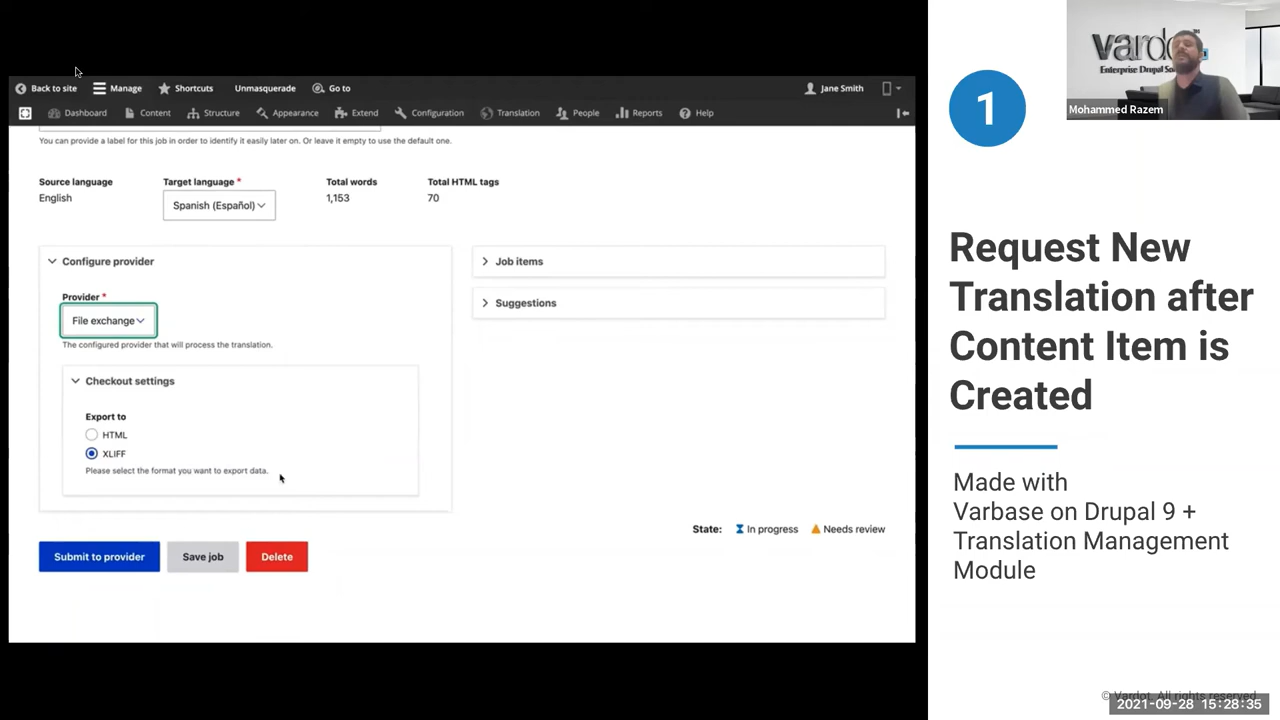 Back to site Manage Shortcuts Unmasquerade Go to Jane Smith
Dashboard Content Structure Appearance Extend Configuration Translation People Reports Help
You can provide a label for this job in order to identify it easily later on. Or leave it empty to use the default one.
Source language Target language * Total words Total HTML tags
English Spanish (Español) 1,153 70
Configure provider
Provider *
File exchange
The configured provider that will process the translation.
Checkout settings
Export to
HTML
XLIFF
Please select the format you want to export data.
Job items
Suggestions
State: In progress Needs review
Submit to provider Save job Delete
Enterprise Drupal
Mohammed Razem
1
Request New
Translation after
Content Item is
Created
Made with
Varbase on Drupal 9 +
Translation Management
Module
© Vardot. All rights reserved.
2021-09-28 15:28:35